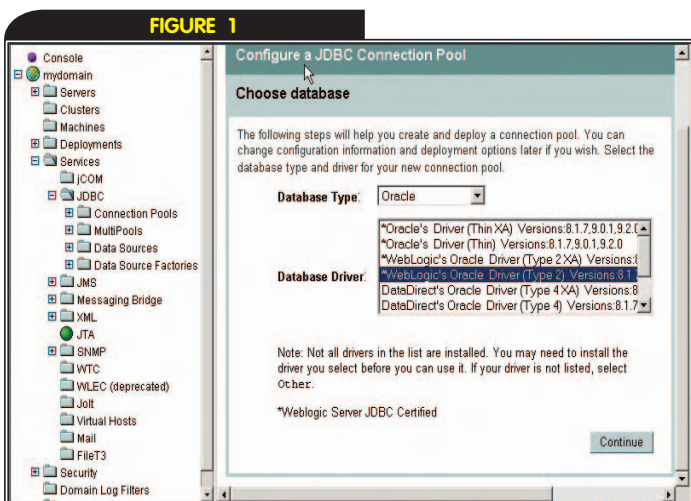 FIGURE 1
Console
mydomain
Servers
Clusters
Machines
Deployments
Services
jCOM
JDBC
Connection Pools
MultiPools
Data Sources
Data Source Factories
JMS
Messaging Bridge
XML
JTA
SNMP
WTC
WLEC (deprecated)
Jolt
Virtual Hosts
Mail
FileT3
Security
Domain Log Filters
Configure a JDBC Connection Pool
Choose database
The following steps will help you create and deploy a connection pool. You can
change configuration information and deployment options later if you wish. Select the
database type and driver for your new connection pool.
Database Type: Oracle
Database Driver:
*Oracle's Driver (Thin XA) Versions:8.1.7,9.0.1,9.2.0
*Oracle's Driver (Thin) Versions:8.1.7,9.0.1,9.2.0
*WebLogic's Oracle Driver (Type 2 XA) Versions:8
*WebLogic's Oracle Driver (Type 2) Versions:8.1.
DataDirect's Oracle Driver (Type 4 XA) Versions:8
DataDirect's Oracle Driver (Type 4) Versions:8.1.7
Note: Not all drivers in the list are installed. You may need to install the
driver you select before you can use it. If your driver is not listed, select
Other.
*Weblogic Server JDBC Certified
Continue